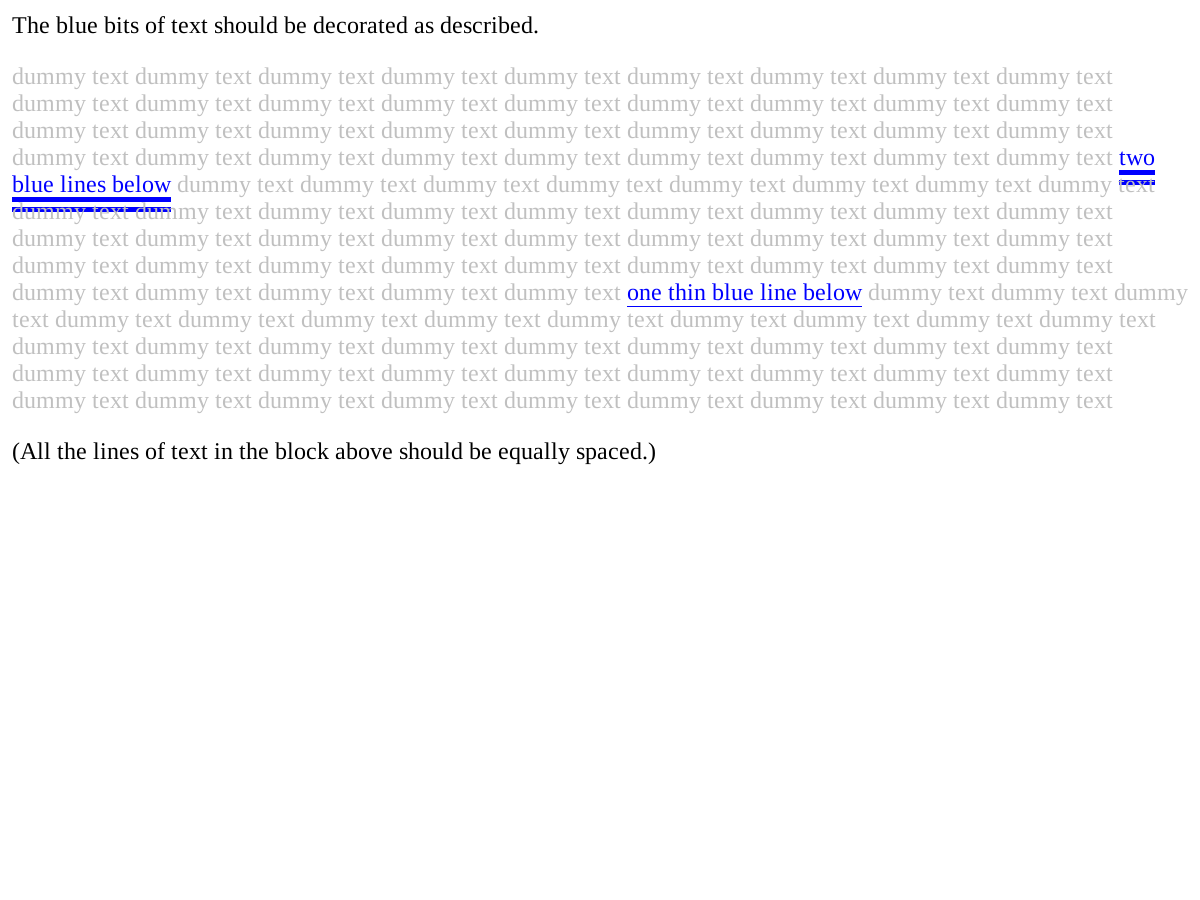 The blue bits of text should be decorated as described.
dummy text dummy text dummy text dummy text dummy text dummy text dummy text dummy text dummy text
dummy text dummy text dummy text dummy text dummy text dummy text dummy text dummy text dummy text
dummy text dummy text dummy text dummy text dummy text dummy text dummy text dummy text dummy text
dummy text dummy text dummy text dummy text dummy text dummy text dummy text dummy text dummy text two
blue lines below dummy text dummy text dummy text dummy text dummy text dummy text dummy text dummy text
dummy text dummy text dummy text dummy text dummy text dummy text dummy text dummy text dummy text
dummy text dummy text dummy text dummy text dummy text dummy text dummy text dummy text dummy text
dummy text dummy text dummy text dummy text dummy text dummy text dummy text dummy text dummy text
dummy text dummy text dummy text dummy text dummy text one thin blue line below dummy text dummy text dummy
text dummy text dummy text dummy text dummy text dummy text dummy text dummy text dummy text dummy text
dummy text dummy text dummy text dummy text dummy text dummy text dummy text dummy text dummy text
dummy text dummy text dummy text dummy text dummy text dummy text dummy text dummy text dummy text
dummy text dummy text dummy text dummy text dummy text dummy text dummy text dummy text dummy text
(All the lines of text in the block above should be equally spaced.)